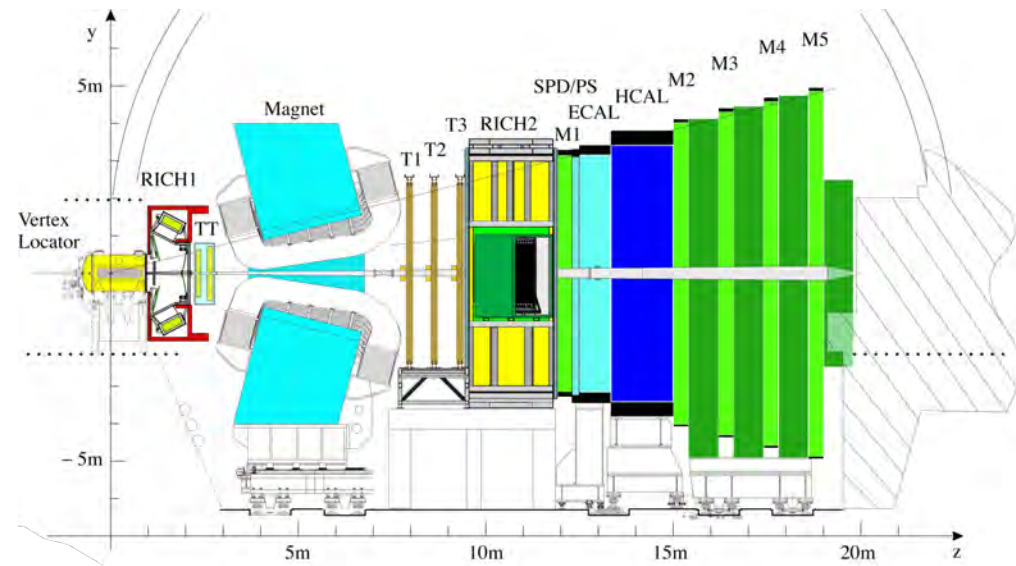 y
5m
Magnet
SPD/PS
ECAL
HCAL
M1
M2
M3
M4
M5
T1
T2
T3
RICH2
RICH1
TT
Vertex
Locator
– 5m
5m
10m
15m
20m
z